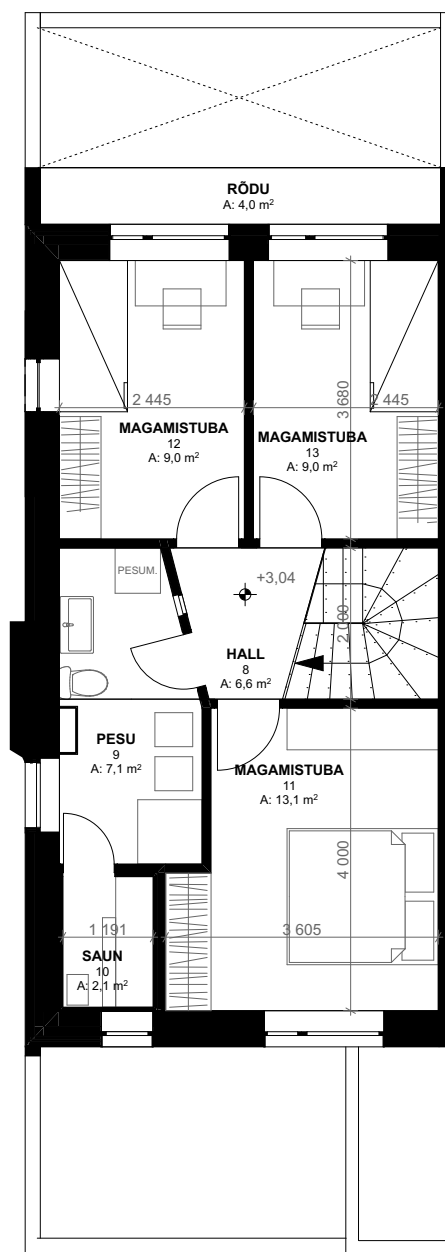 RÕDU
A: 4,0 m²
2 445
3 680
2 445
MAGAMISTUBA
12
A: 9,0 m²
MAGAMISTUBA
13
A: 9,0 m²
PESUM.
+3,04
2 000
HALL
8
A: 6,6 m²
PESU
9
A: 7,1 m²
MAGAMISTUBA
11
A: 13,1 m²
4 000
1 191
3 605
SAUN
10
A: 2,1 m²